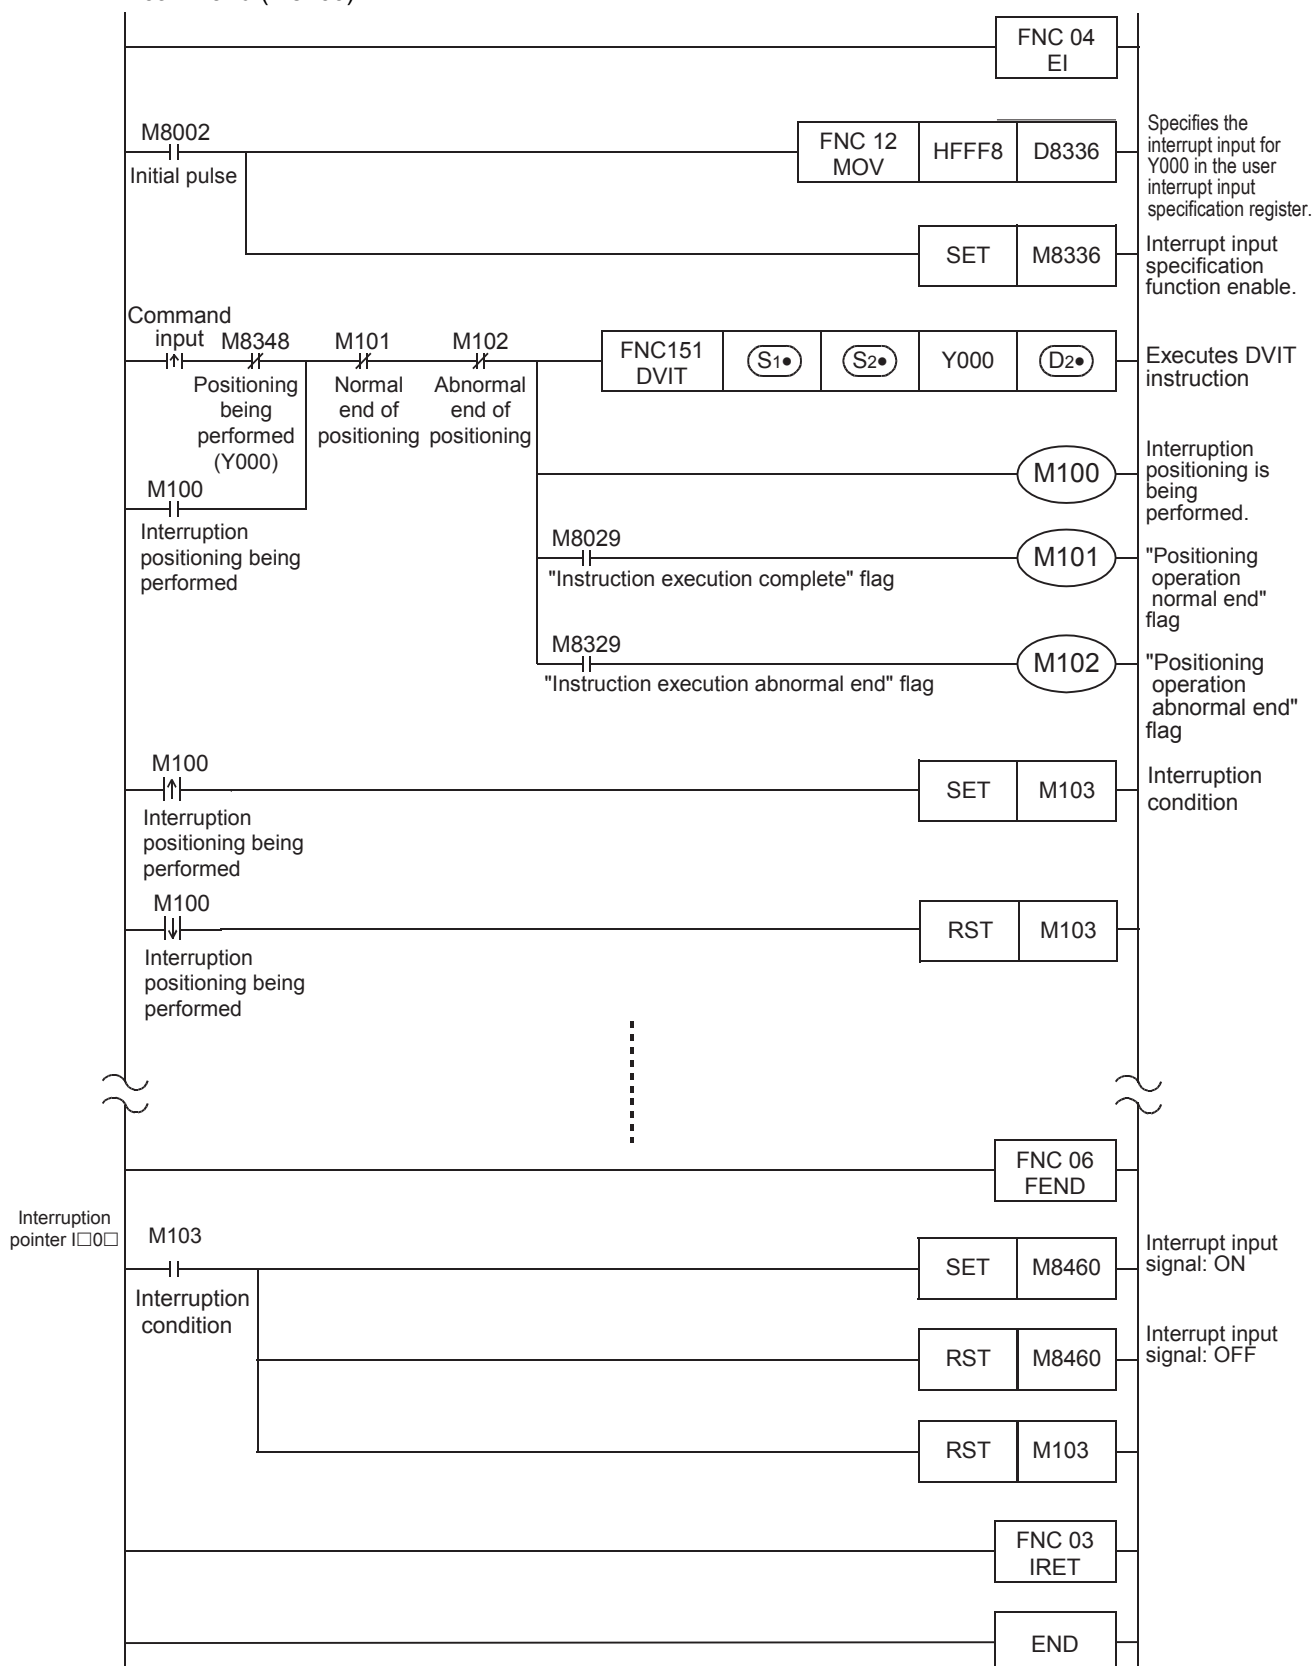 FNC 04
EI
M8002
Initial pulse
FNC 12
MOV
HFFF8
D8336
Specifies the
interrupt input for
Y000 in the user
interrupt input
specification register.
SET
M8336
Interrupt input
specification
function enable.
Command
input
M8348
M101
M102
Positioning
being
performed
(Y000)
Normal
end of
positioning
Abnormal
end of
positioning
FNC151
DVIT
S1•
S2•
Y000
D2•
Executes DVIT
instruction
M100
Interruption
positioning being
performed
M100
Interruption
positioning is
being
performed.
M8029
"Instruction execution complete" flag
M101
"Positioning
operation
normal end"
flag
M8329
"Instruction execution abnormal end" flag
M102
"Positioning
operation
abnormal end"
flag
M100
Interruption
positioning being
performed
SET
M103
Interruption
condition
M100
Interruption
positioning being
performed
RST
M103
FNC 06
FEND
Interruption
pointer I□0□
M103
Interruption
condition
SET
M8460
Interrupt input
signal: ON
RST
M8460
Interrupt input
signal: OFF
RST
M103
FNC 03
IRET
END